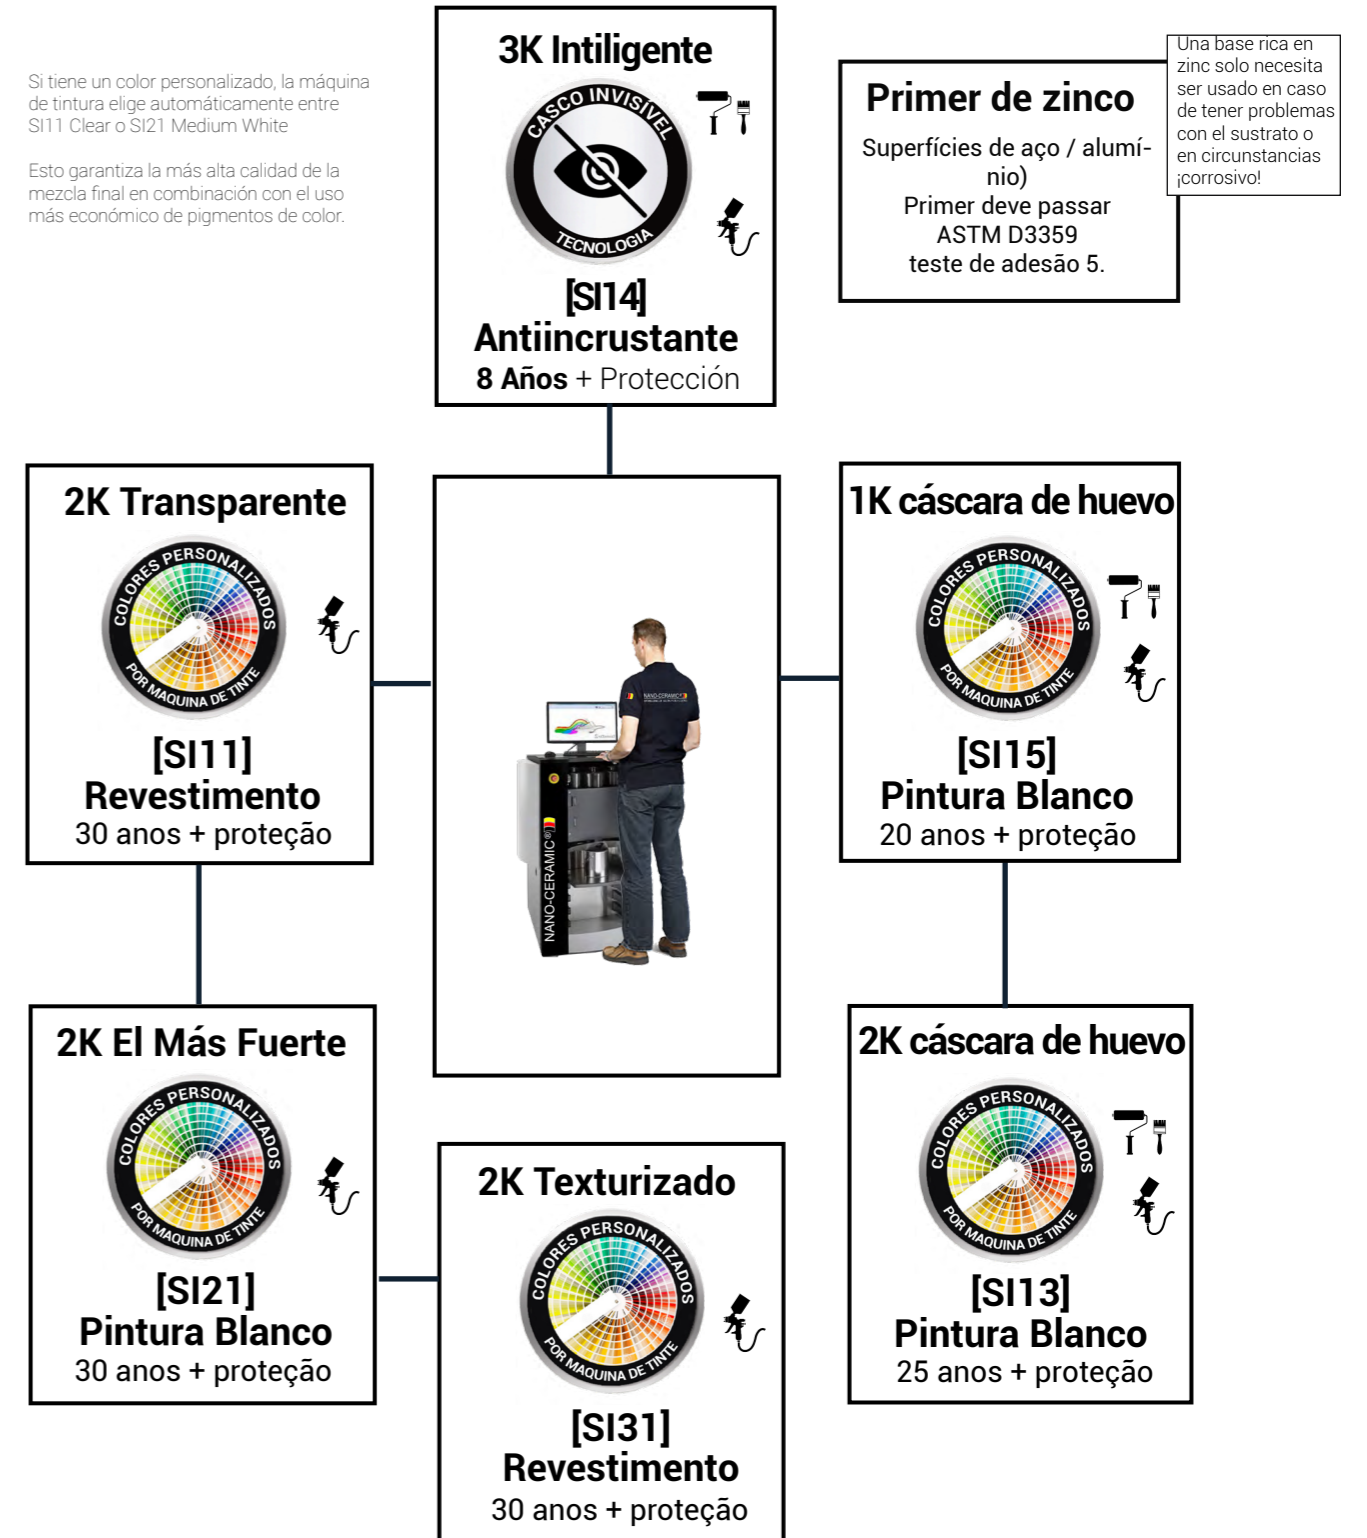 Si tiene un color personalizado, la máquina
de tintura elige automáticamente entre
SI11 Clear o SI21 Medium White
Esto garantiza la más alta calidad de la
mezcla final en combinación con el uso
más económico de pigmentos de color.
3K Intiligente
CASCO INVISÍVEL
TECNOLOGIA
[SI14]
Antiincrustante
8 Años + Protección
Primer de zinco
Superfícies de aço / alumí-
nio)
Primer deve passar
ASTM D3359
teste de adesão 5.
Una base rica en
zinc solo necesita
ser usado en caso
de tener problemas
con el sustrato o
en circunstancias
¡corrosivo!
2K Transparente
COLORES PERSONALIZADOS
POR MAQUINA DE TINTE
[SI11]
Revestimento
30 anos + proteção
NANO-CERAMIC
NANO-CERAMIC®
1K cáscara de huevo
COLORES PERSONALIZADOS
POR MAQUINA DE TINTE
[SI15]
Pintura Blanco
20 anos + proteção
2K El Más Fuerte
COLORES PERSONALIZADOS
POR MAQUINA DE TINTE
[SI21]
Pintura Blanco
30 anos + proteção
2K Texturizado
COLORES PERSONALIZADOS
POR MAQUINA DE TINTE
[SI31]
Revestimento
30 anos + proteção
2K cáscara de huevo
COLORES PERSONALIZADOS
POR MAQUINA DE TINTE
[SI13]
Pintura Blanco
25 anos + proteção